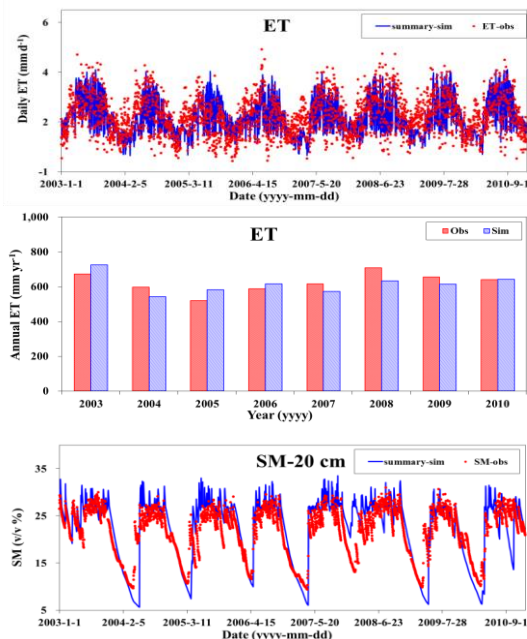 ET
summary-sim ET-obs
6
4
2
-1
Daily ET (mm d-1)
2003-1-1 2004-2-5 2005-3-11 2006-4-15 2007-5-20 2008-6-23 2009-7-28 2010-9-1
Date (yyyy-mm-dd)
ET
Obs Sim
1,000
800
600
400
200
0
Annual ET (mm yr-1)
2003 2004 2005 2006 2007 2008 2009 2010
Year (yyyy)
SM-20 cm
summary-sim SM-obs
35
25
15
5
SM (v/v %)
2003-1-1 2004-2-5 2005-3-11 2006-4-15 2007-5-20 2008-6-23 2009-7-28 2010-9-1
Date (yyyy-mm-dd)